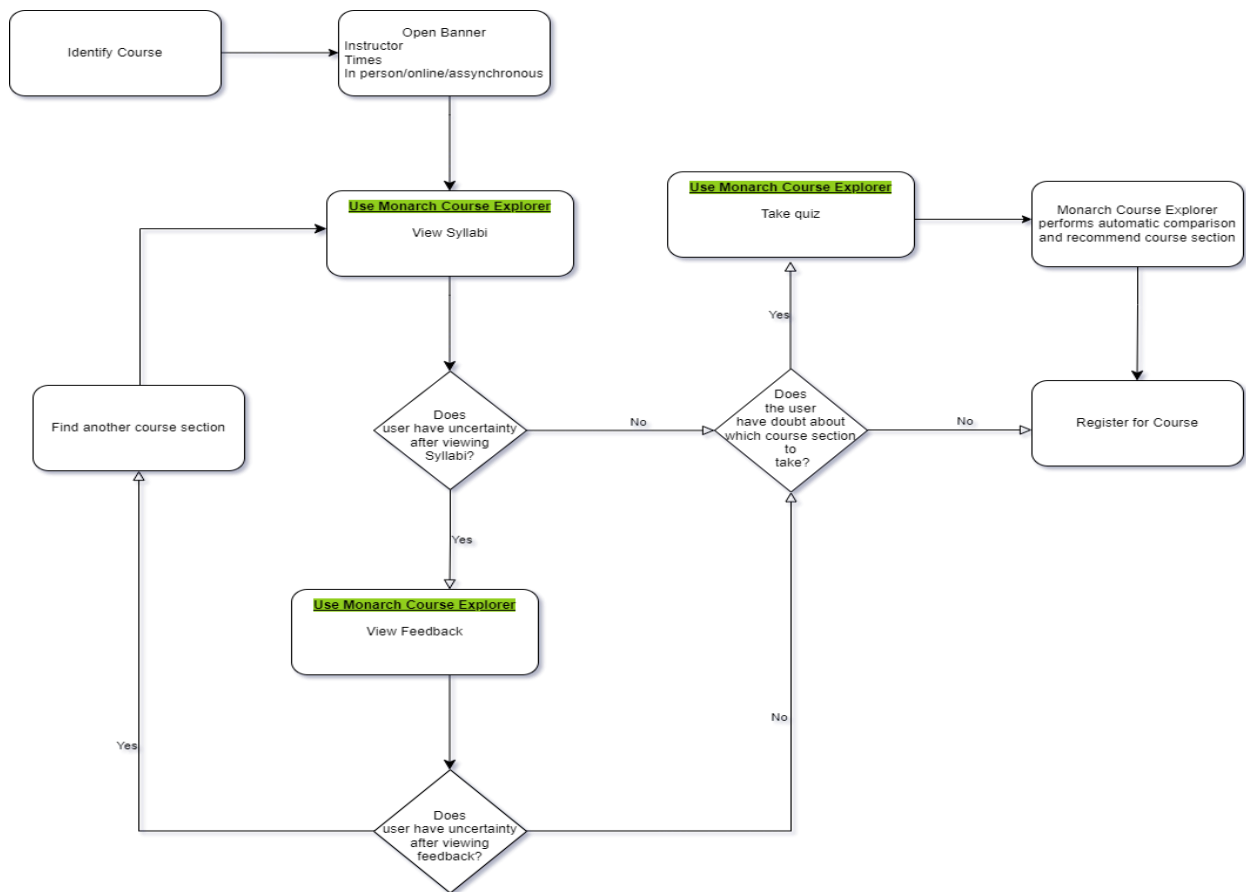 Identify Course
Open Banner
Instructor
Times
In person/online/assynchronous
Use Monarch Course Explorer
View Syllabi
Use Monarch Course Explorer
Take quiz
Monarch Course Explorer
performs automatic comparison
and recommend course section
Yes
Find another course section
Does
user have uncertainty
after viewing
Syllabi?
No
Does
the user
have doubt about
which course section
to
take?
No
Register for Course
Yes
Use Monarch Course Explorer
View Feedback
Yes
No
Does
user have uncertainty
after viewing
feedback?